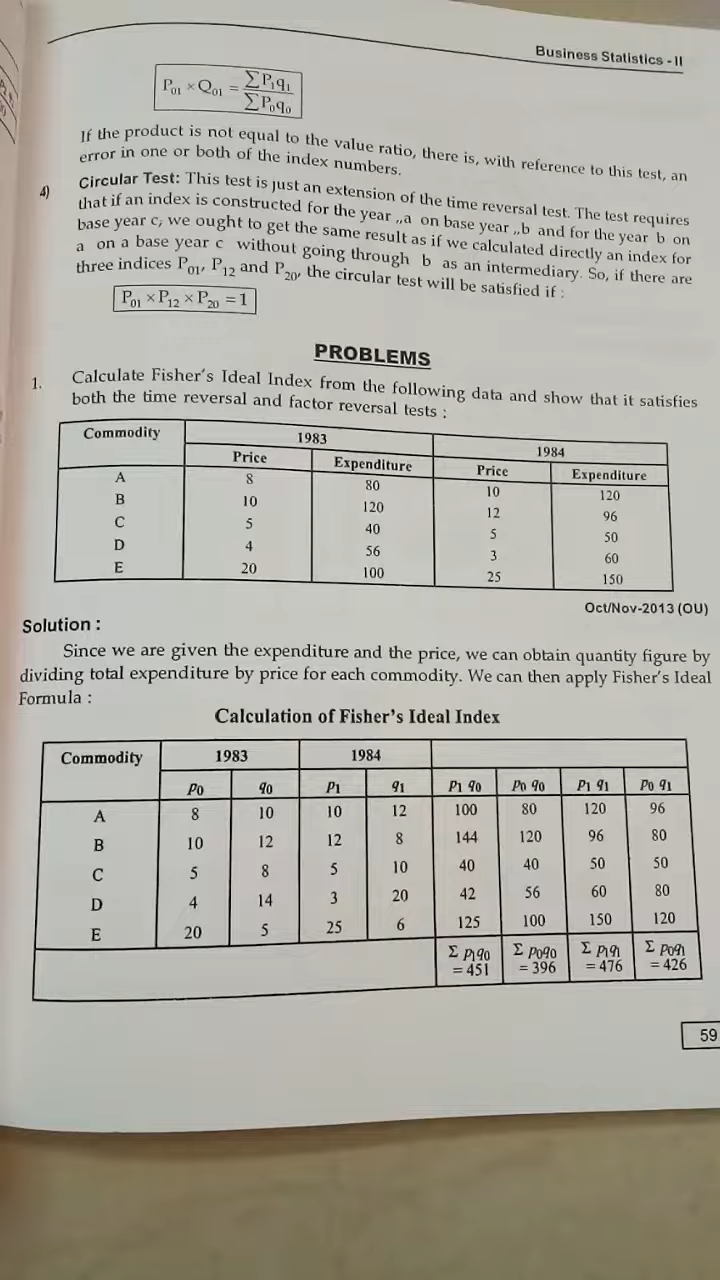 Business Statistics - II
P01 × Q01 = ∑P1q1 / ∑P0q0
If the product is not equal to the value ratio, there is, with reference to this test, an
error in one or both of the index numbers.
4) Circular Test: This test is just an extension of the time reversal test. The test requires
that if an index is constructed for the year „a on base year „b and for the year b on
base year c, we ought to get the same result as if we calculated directly an index for
a on a base year c without going through b as an intermediary. So, if there are
three indices P01, P12 and P20, the circular test will be satisfied if :
P01 × P12 × P20 = 1
PROBLEMS
1. Calculate Fisher's Ideal Index from the following data and show that it satisfies
both the time reversal and factor reversal tests :
Commodity 1983 1984
Price Expenditure Price Expenditure
A 8 80 10 120
B 10 120 12 96
C 5 40 5 50
D 4 56 3 60
E 20 100 25 150
Oct/Nov-2013 (OU)
Solution :
Since we are given the expenditure and the price, we can obtain quantity figure by
dividing total expenditure by price for each commodity. We can then apply Fisher's Ideal
Formula :
Calculation of Fisher's Ideal Index
Commodity 1983 1984
P0 q0 P1 q1 P1 q0 P0 q0 P1 q1 P0 q1
A 8 10 10 12 100 80 120 96
B 10 12 12 8 144 120 96 80
C 5 8 5 10 40 40 50 50
D 4 14 3 20 42 56 60 80
E 20 5 25 6 125 100 150 120
Σ P1q0 Σ P0q0 Σ P1q1 Σ P0q1
= 451 = 396 = 476 = 426
59